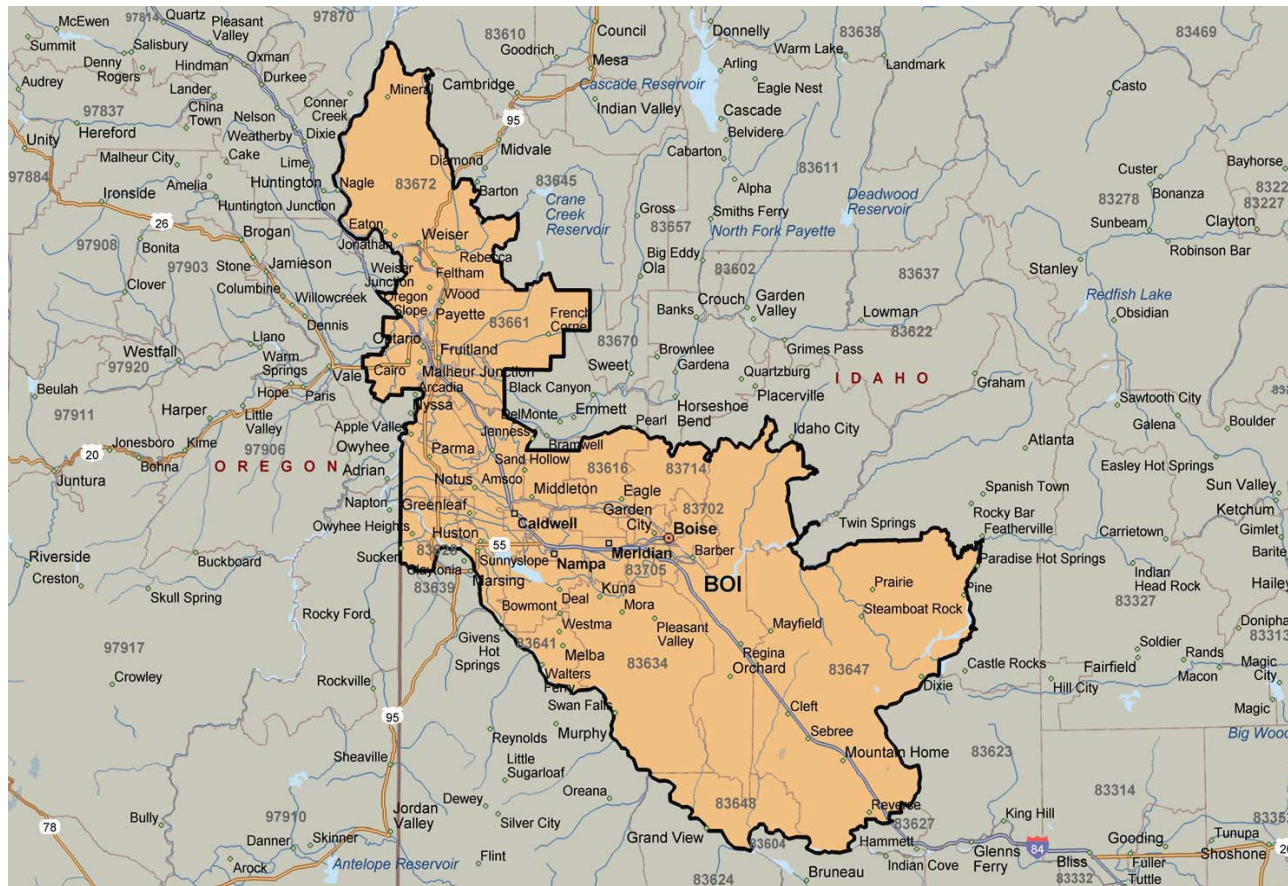 McEwen
97814
Quartz
Pleasant
Valley
97870
83610
Goodrich
Council
Mesa
Donnelly
Warm Lake
83638
Landmark
83469
Summit
Salisbury
Denny
Rogers
Hindman
Oxman
Durkee
Mineral
Cambridge
Cascade Reservoir
Indian Valley
Arling
Eagle Nest
Casto
Audrey
97837
Lander
China
Town
Conner
Creek
Cascade
Belvidere
Unity
Hereford
Nelson
Weatherby
Dixie
95
Midvale
Cabarton
83611
Malheur City
Cake
Lime
Diamond
Custer
Bayhorse
97884
Ironside
Amelia
Huntington
Nagle
83672
Barton
83645
Alpha
83278
Bonanza
83227
Huntington Junction
Crane
Creek
Reservoir
Gross
83657
Smiths Ferry
North Fork Payette
Deadwood
Reservoir
Sunbeam
Clayton
26
97908
Bonita
Brogan
Eaton
Jonathan
Weiser
Rebecca
Big Eddy
Ola
Robinson Bar
97903
Stone
Jamieson
Weiser
Junction
Feltham
83602
83637
Stanley
Clover
Columbine
Willowcreek
Oregon
Slope
Wood
Payette
83661
French
Corner
Banks
Crouch
Garden
Valley
Lowman
83622
Redfish Lake
Obsidian
Dennis
Westfall
97920
Llano
Warm
Springs
Ontario
Fruitland
83670
Sweet
Brownlee
Gardena
Grimes Pass
Vale
Cairo
Malheur Junction
Quartzburg
IDAHO
Graham
Beulah
Hope
Paris
Arcadia
Nyssa
Black Canyon
Placerville
Sawtooth City
97911
Harper
Little
Valley
Apple Valley
DelMonte
Emmett
Pearl
Horseshoe
Bend
Galena
Boulder
20
Jonesboro
Kime
97906
Owyhee
Jenness
Bramwell
Idaho City
Atlanta
Bohna
OREGON
Adrian
Parma
Sand Hollow
83616
83714
Easley Hot Springs
Juntura
Notus
Amsco
Middleton
Eagle
Spanish Town
Sun Valley
Napton
Greenleaf
Garden
City
83702
Rocky Bar
Ketchum
Owyhee Heights
Caldwell
Boise
Twin Springs
Featherville
Carrietown
Gimlet
Riverside
Huston
55
Meridian
Barber
Paradise Hot Springs
Sucker
83628
Sunnyslope
Nampa
83705
BOI
Creston
Buckboard
Claytonia
83639
Marsing
Prairie
Pine
Indian
Head Rock
Skull Spring
Deal
Kuna
Mora
Steamboat Rock
83327
Rocky Ford
Bowmont
Westma
Pleasant
Valley
Mayfield
83313
97917
Givens
Hot
Springs
83641
Melba
83634
Regina
Orchard
83647
Soldier
Rands
Crowley
Rockville
Walters
Ferry
Castle Rocks
Fairfield
Macon
Magic
City
Dixie
Hill City
95
Swan Falls
Cleft
Magic
Reynolds
Murphy
Sebree
Big Wood
Sheaville
Little
Sugarloaf
Mountain Home
83623
Oreana
83314
Dewey
83648
Reverse
Jordan
Valley
Silver City
83627
King Hill
78
Bully
97910
Danner
Skinner
Grand View
83604
Hammett
Glenns
Ferry
84
Gooding
Tunupa
Arock
Antelope Reservoir
Flint
Indian Cove
Bliss
Fuller
Shoshone
83624
Bruneau
83332
Tuttle